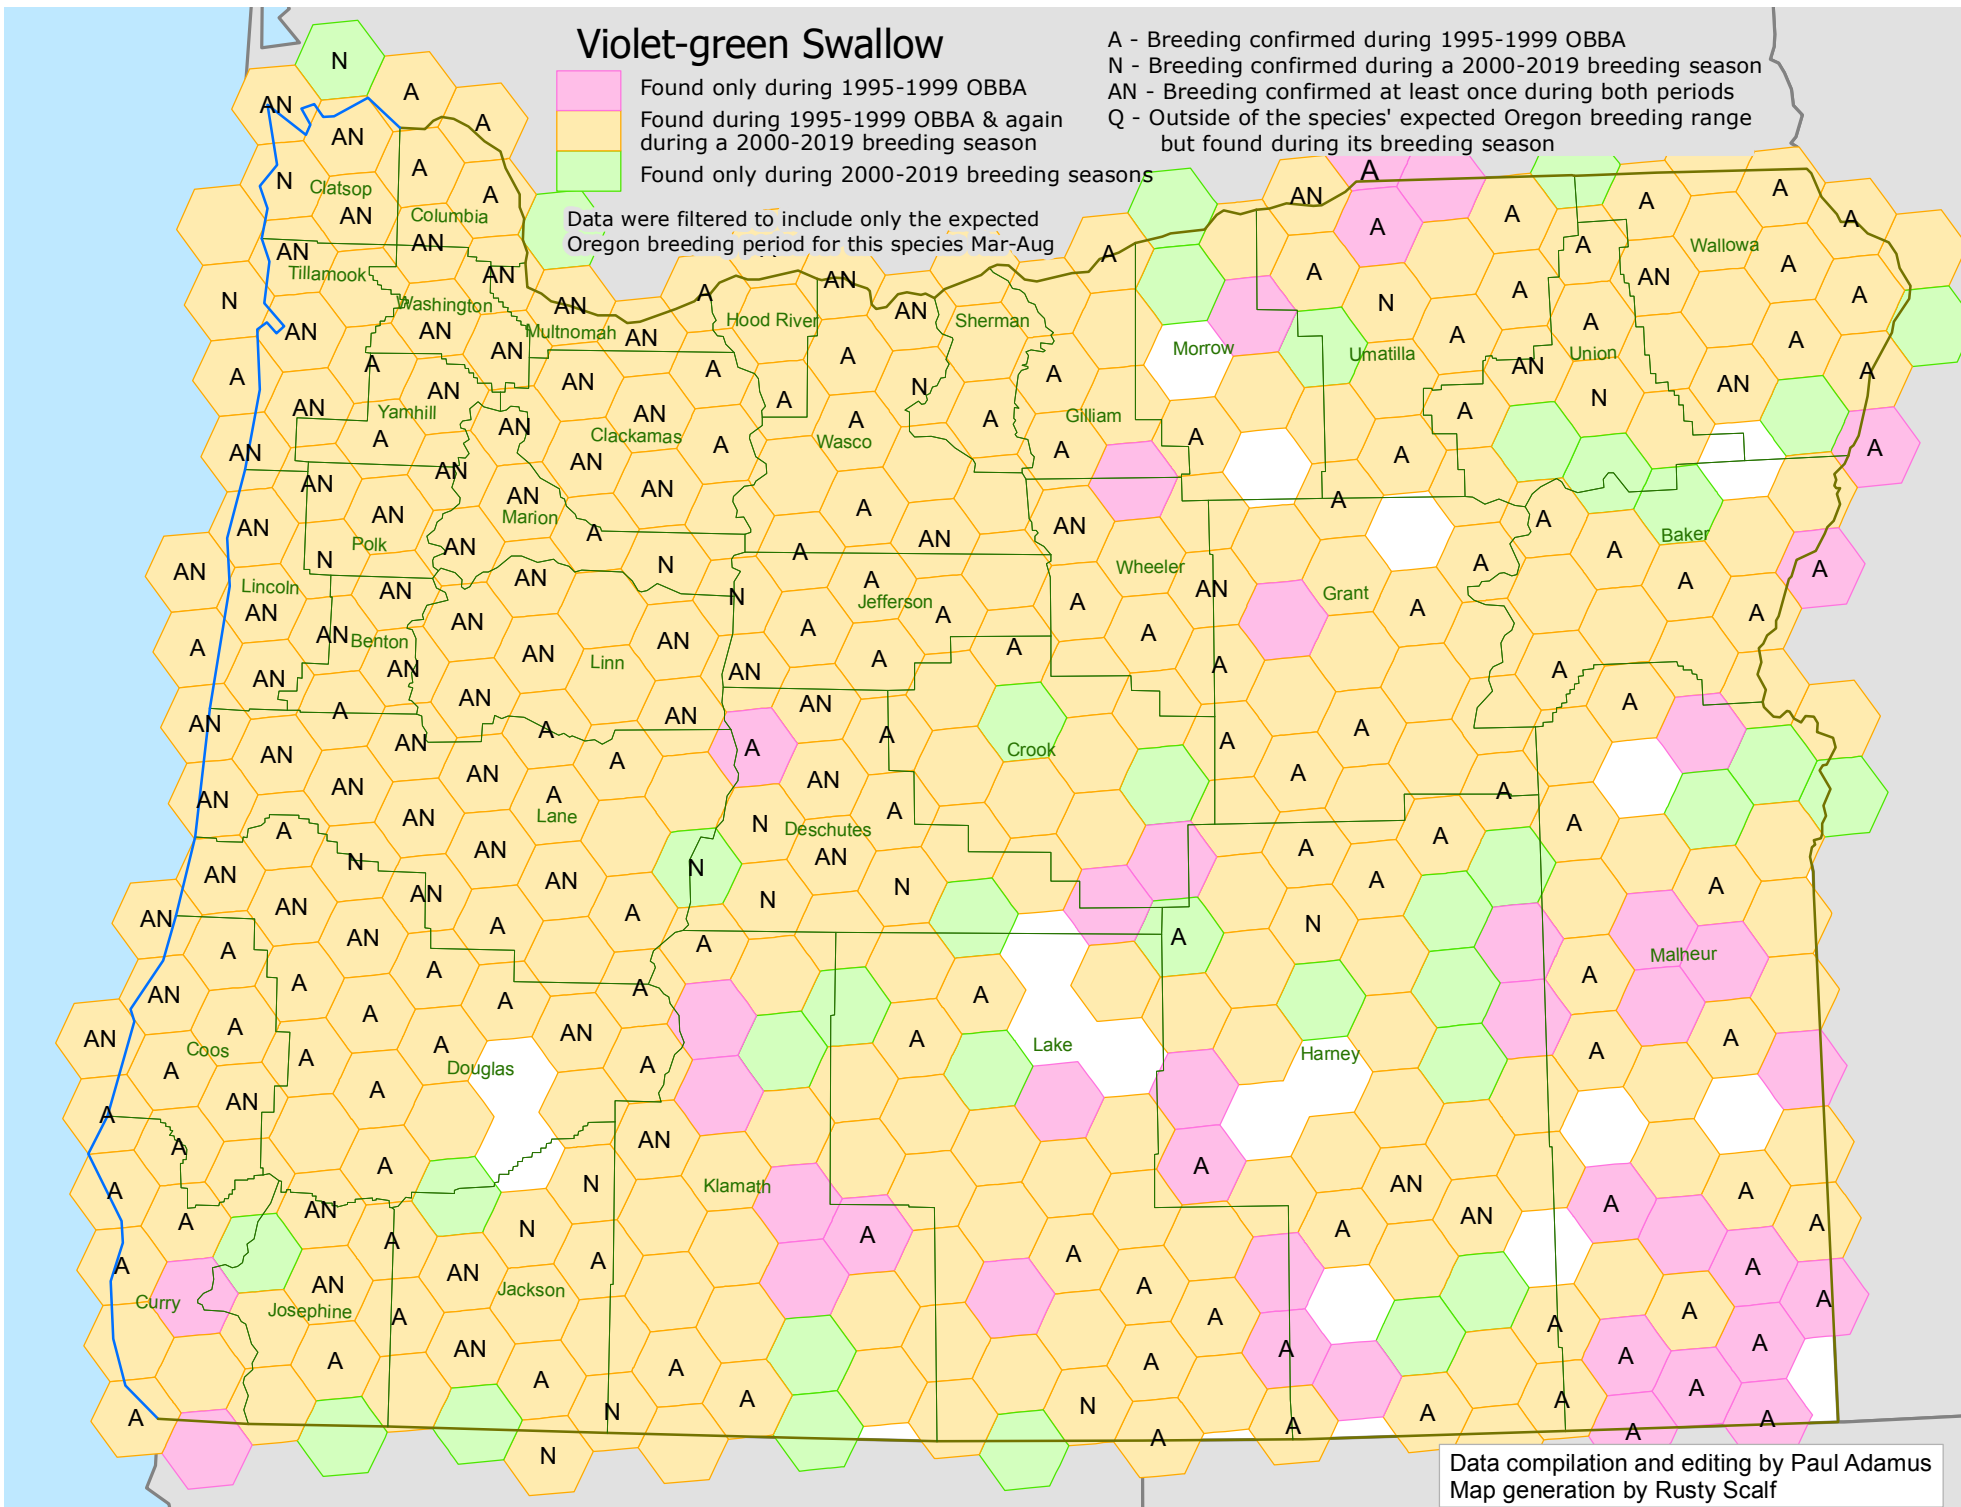 Violet-green Swallow
Found only during 1995-1999 OBBA
Found during 1995-1999 OBBA & again
during a 2000-2019 breeding season
Found only during 2000-2019 breeding seasons
Data were filtered to include only the expected
Oregon breeding period for this species Mar-Aug
A - Breeding confirmed during 1995-1999 OBBA
N - Breeding confirmed during a 2000-2019 breeding season
AN - Breeding confirmed at least once during both periods
Q - Outside of the species' expected Oregon breeding range
but found during its breeding season
Clatsop
Columbia
Tillamook
Washington
Multnomah
Hood River
Sherman
Morrow
Umatilla
Union
Wallowa
Yamhill
Clackamas
Wasco
Gilliam
Marion
Polk
Lincoln
Benton
Linn
Jefferson
Wheeler
Grant
Baker
Crook
Lane
Deschutes
Malheur
Coos
Douglas
Lake
Harney
Klamath
Curry
Josephine
Jackson
Data compilation and editing by Paul Adamus
Map generation by Rusty Scalf